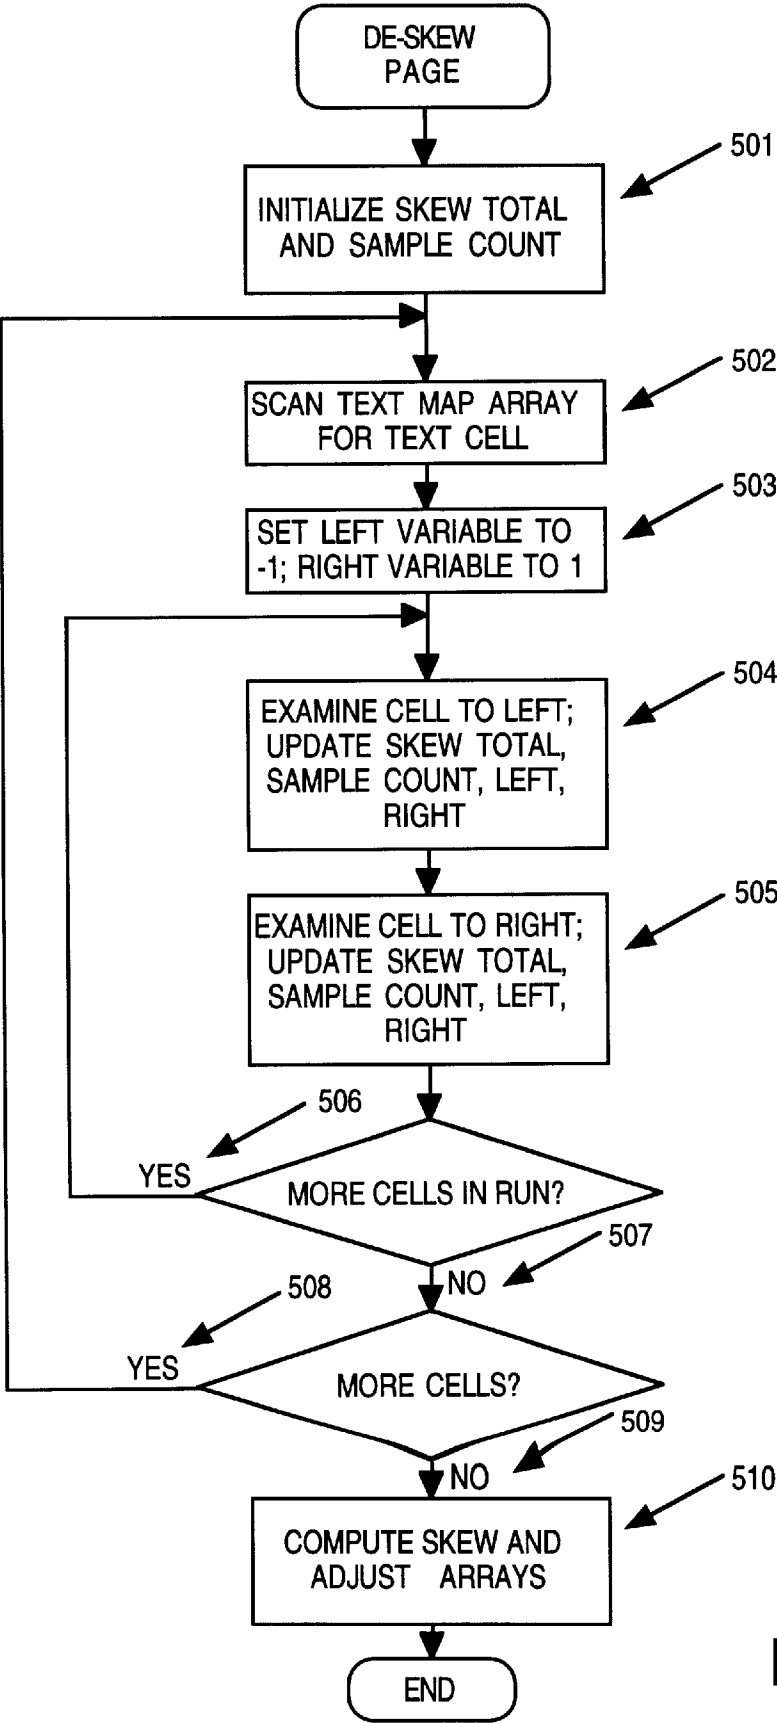 DE-SKEW
PAGE
501
INITIALIZE SKEW TOTAL
AND SAMPLE COUNT
502
SCAN TEXT MAP ARRAY
FOR TEXT CELL
503
SET LEFT VARIABLE TO
-1; RIGHT VARIABLE TO 1
504
EXAMINE CELL TO LEFT;
UPDATE SKEW TOTAL,
SAMPLE COUNT, LEFT,
RIGHT
505
EXAMINE CELL TO RIGHT;
UPDATE SKEW TOTAL,
SAMPLE COUNT, LEFT,
RIGHT
506
YES
MORE CELLS IN RUN?
507
NO
508
YES
MORE CELLS?
509
NO
510
COMPUTE SKEW AND
ADJUST ARRAYS
END